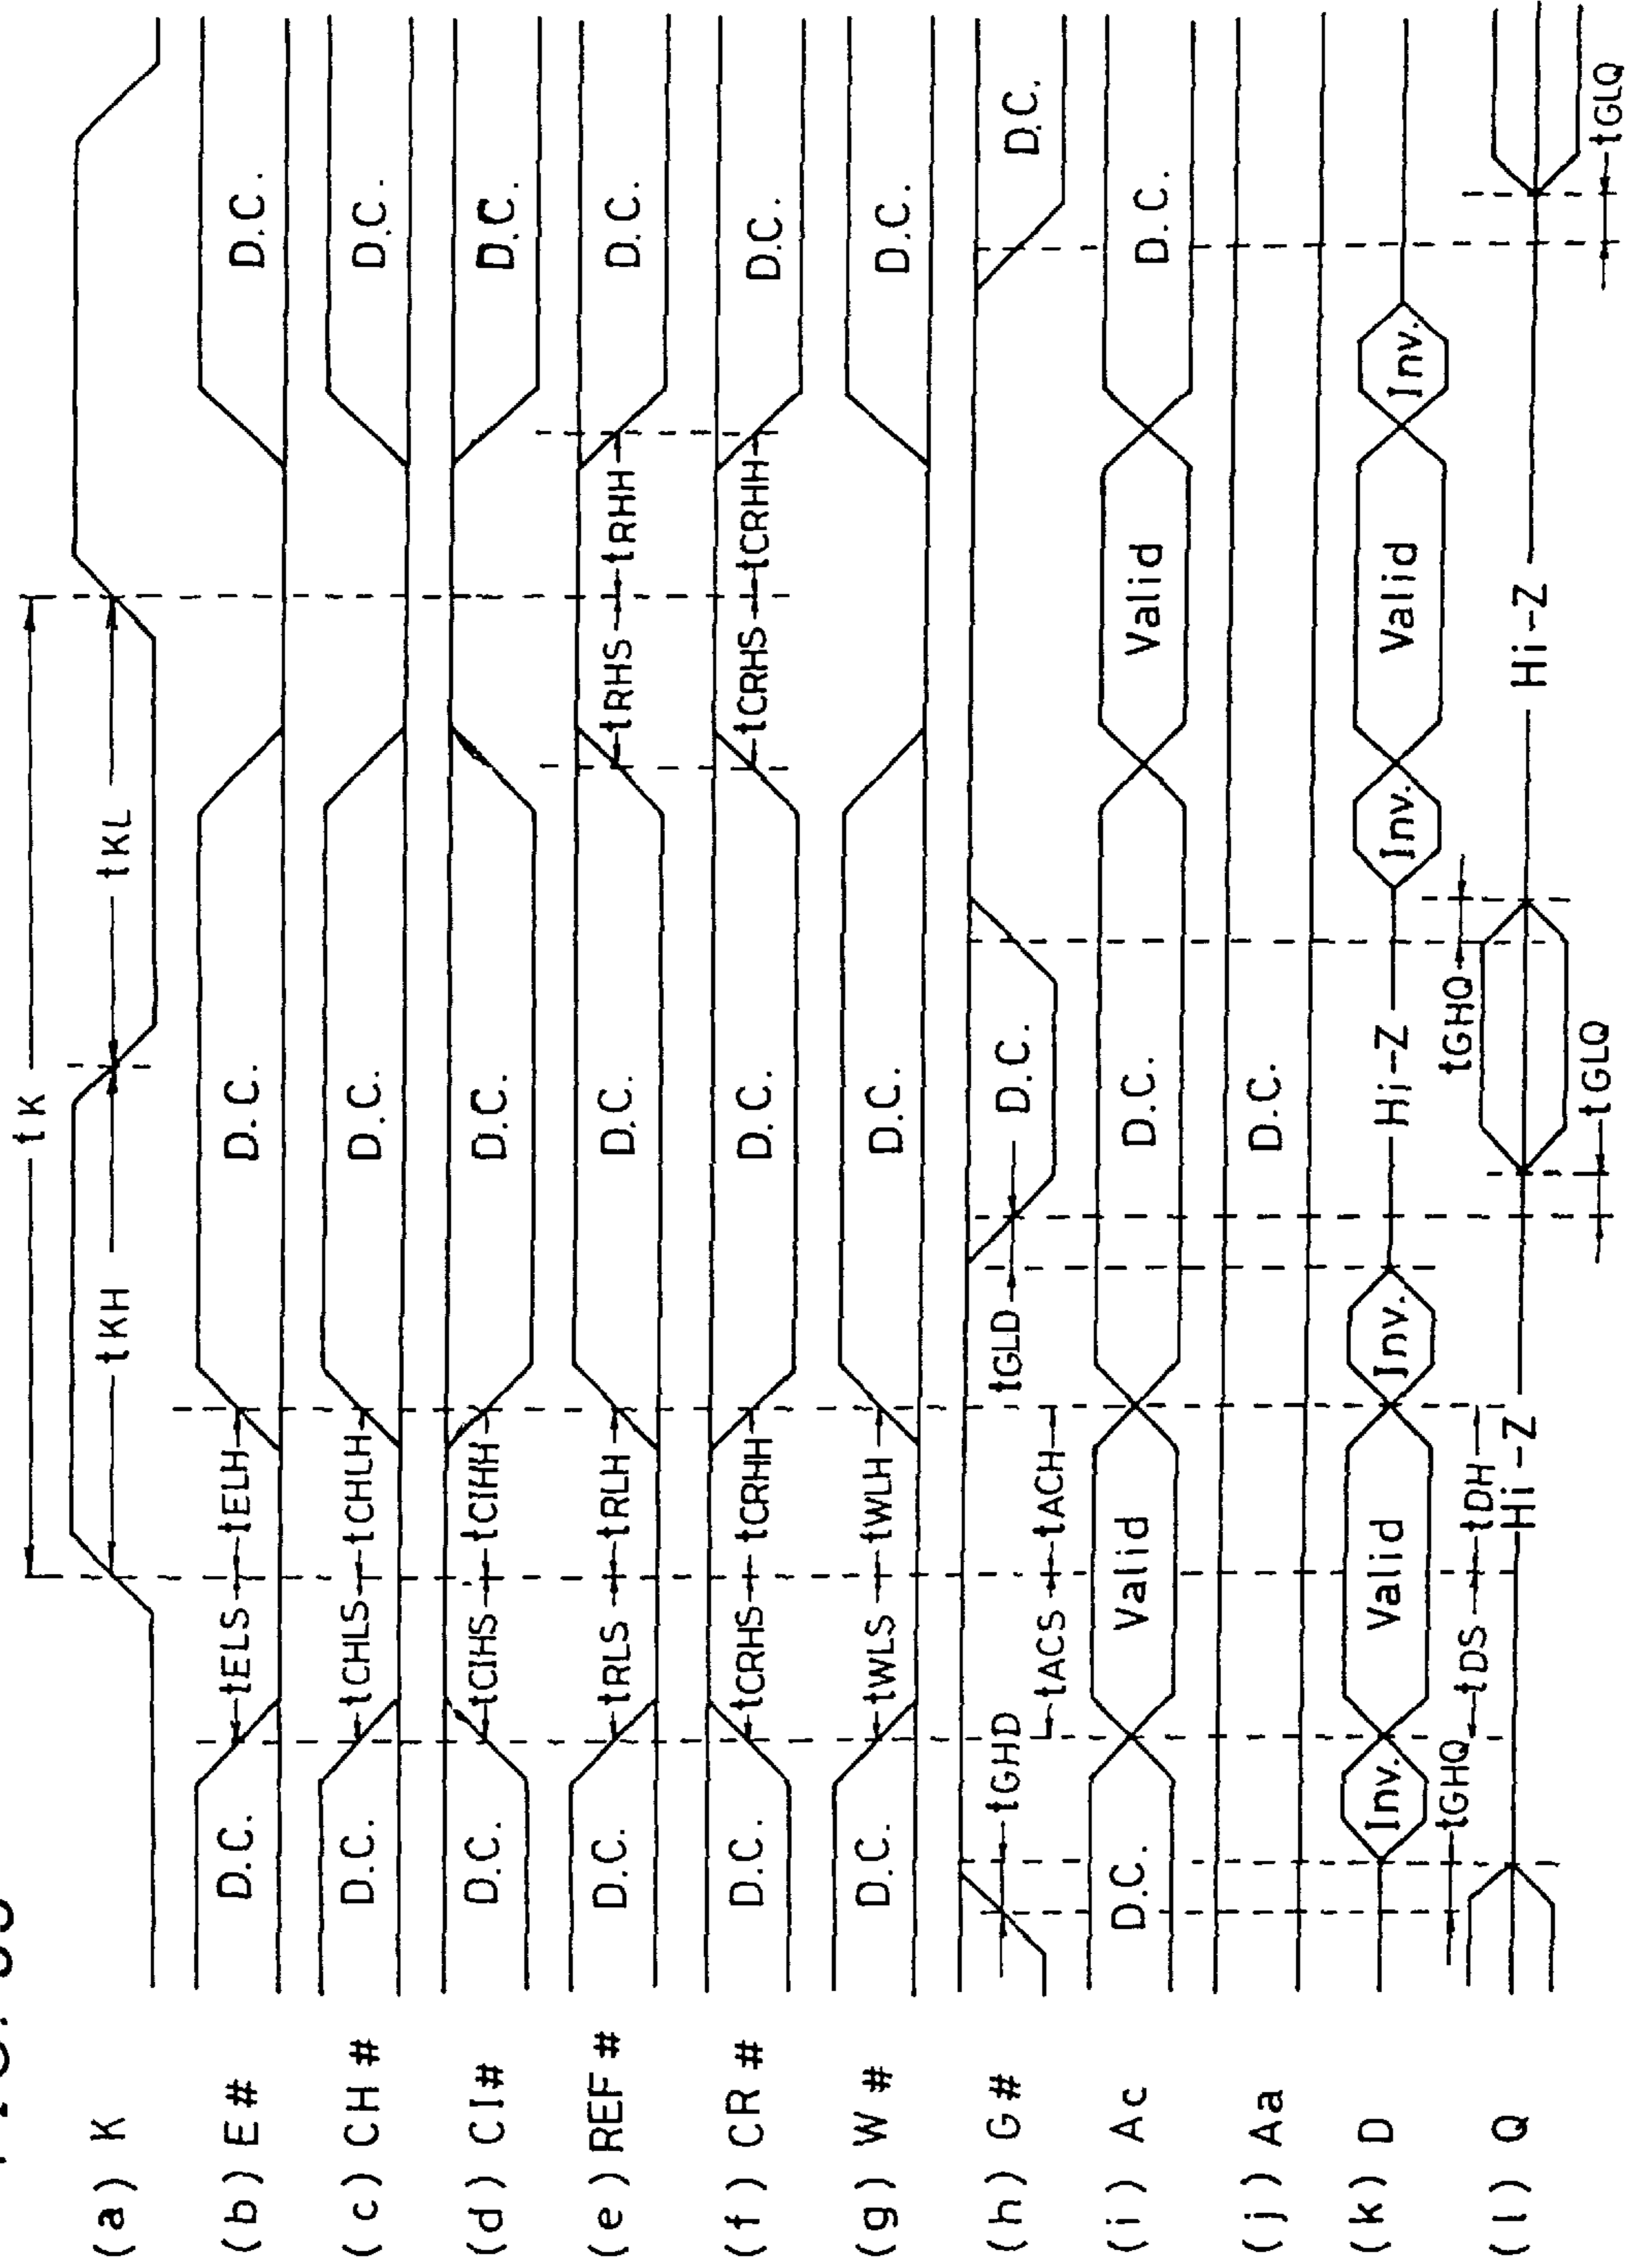 tK
(a) K tKH tKL
(b) E# D.C. tELS tELH D.C. D.C.
(c) CH# D.C. tCHLS tCHLH D.C. D.C.
(d) CI# D.C. tCIHS tCIHH D.C. D.C.
(e) REF# D.C. tRLS tRLH D.C. tRHS tRHH D.C.
(f) CR# D.C. tCRHS tCRHH D.C. tCRHS tCRHH D.C.
(g) W# D.C. tWLS tWLH D.C. D.C.
(h) G# tGHD tGLD D.C. D.C.
tACS tACH
(i) Ac D.C. Valid D.C. Valid D.C.
(j) Aa D.C.
(k) D Inv. Valid Inv. Hi-Z Inv. Valid Inv.
tGHQ tDS tDH tGHQ
(l) Q Hi-Z Hi-Z
tGLQ tGLQ